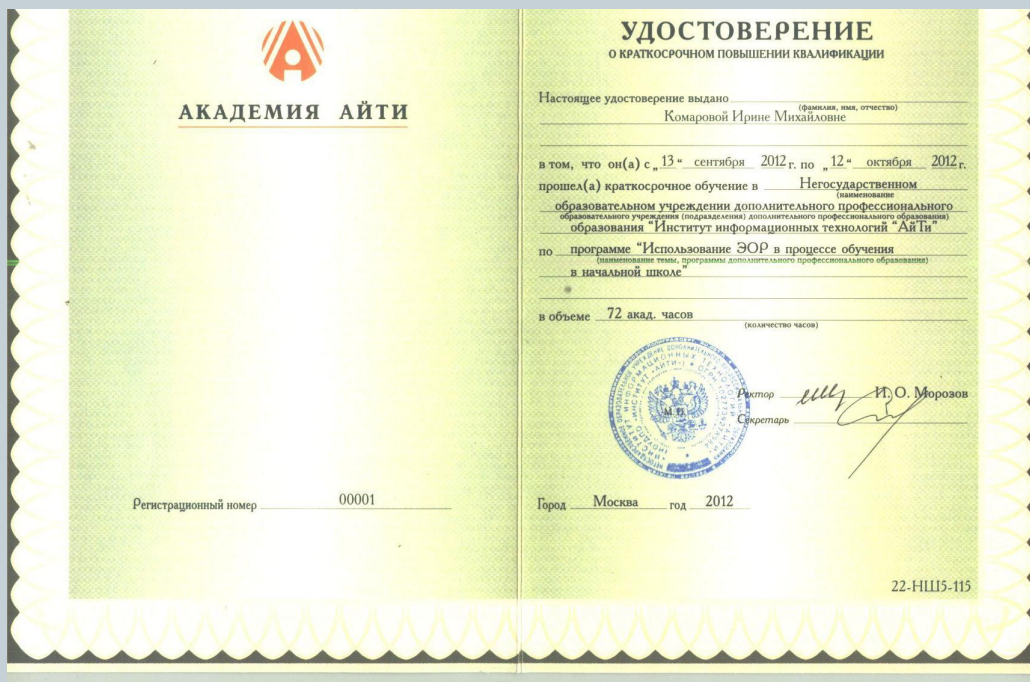 АКАДЕМИЯ АЙТИ
Регистрационный номер 00001
УДОСТОВЕРЕНИЕ
О КРАТКОСРОЧНОМ ПОВЫШЕНИИ КВАЛИФИКАЦИИ
Настоящее удостоверение выдано
(фамилия, имя, отчество)
Комаровой Ирине Михайловне
в том, что он(а) с „ 13 “ сентября 2012 г. по „ 12 “ октября 2012 г.
прошел(а) краткосрочное обучение в Негосударственном
(наименование
образовательном учреждении дополнительного профессионального
образовательного учреждения (подразделения) дополнительного профессионального образования)
образования "Институт информационных технологий "АйТи"
по программе "Использование ЭОР в процессе обучения
(наименование темы, программы дополнительного профессионального образования)
в начальной школе"
в объеме 72 акад. часов
(количество часов)
М.П.
Ректор И. О. Морозов
Секретарь
Город Москва год 2012
22-НШ5-115